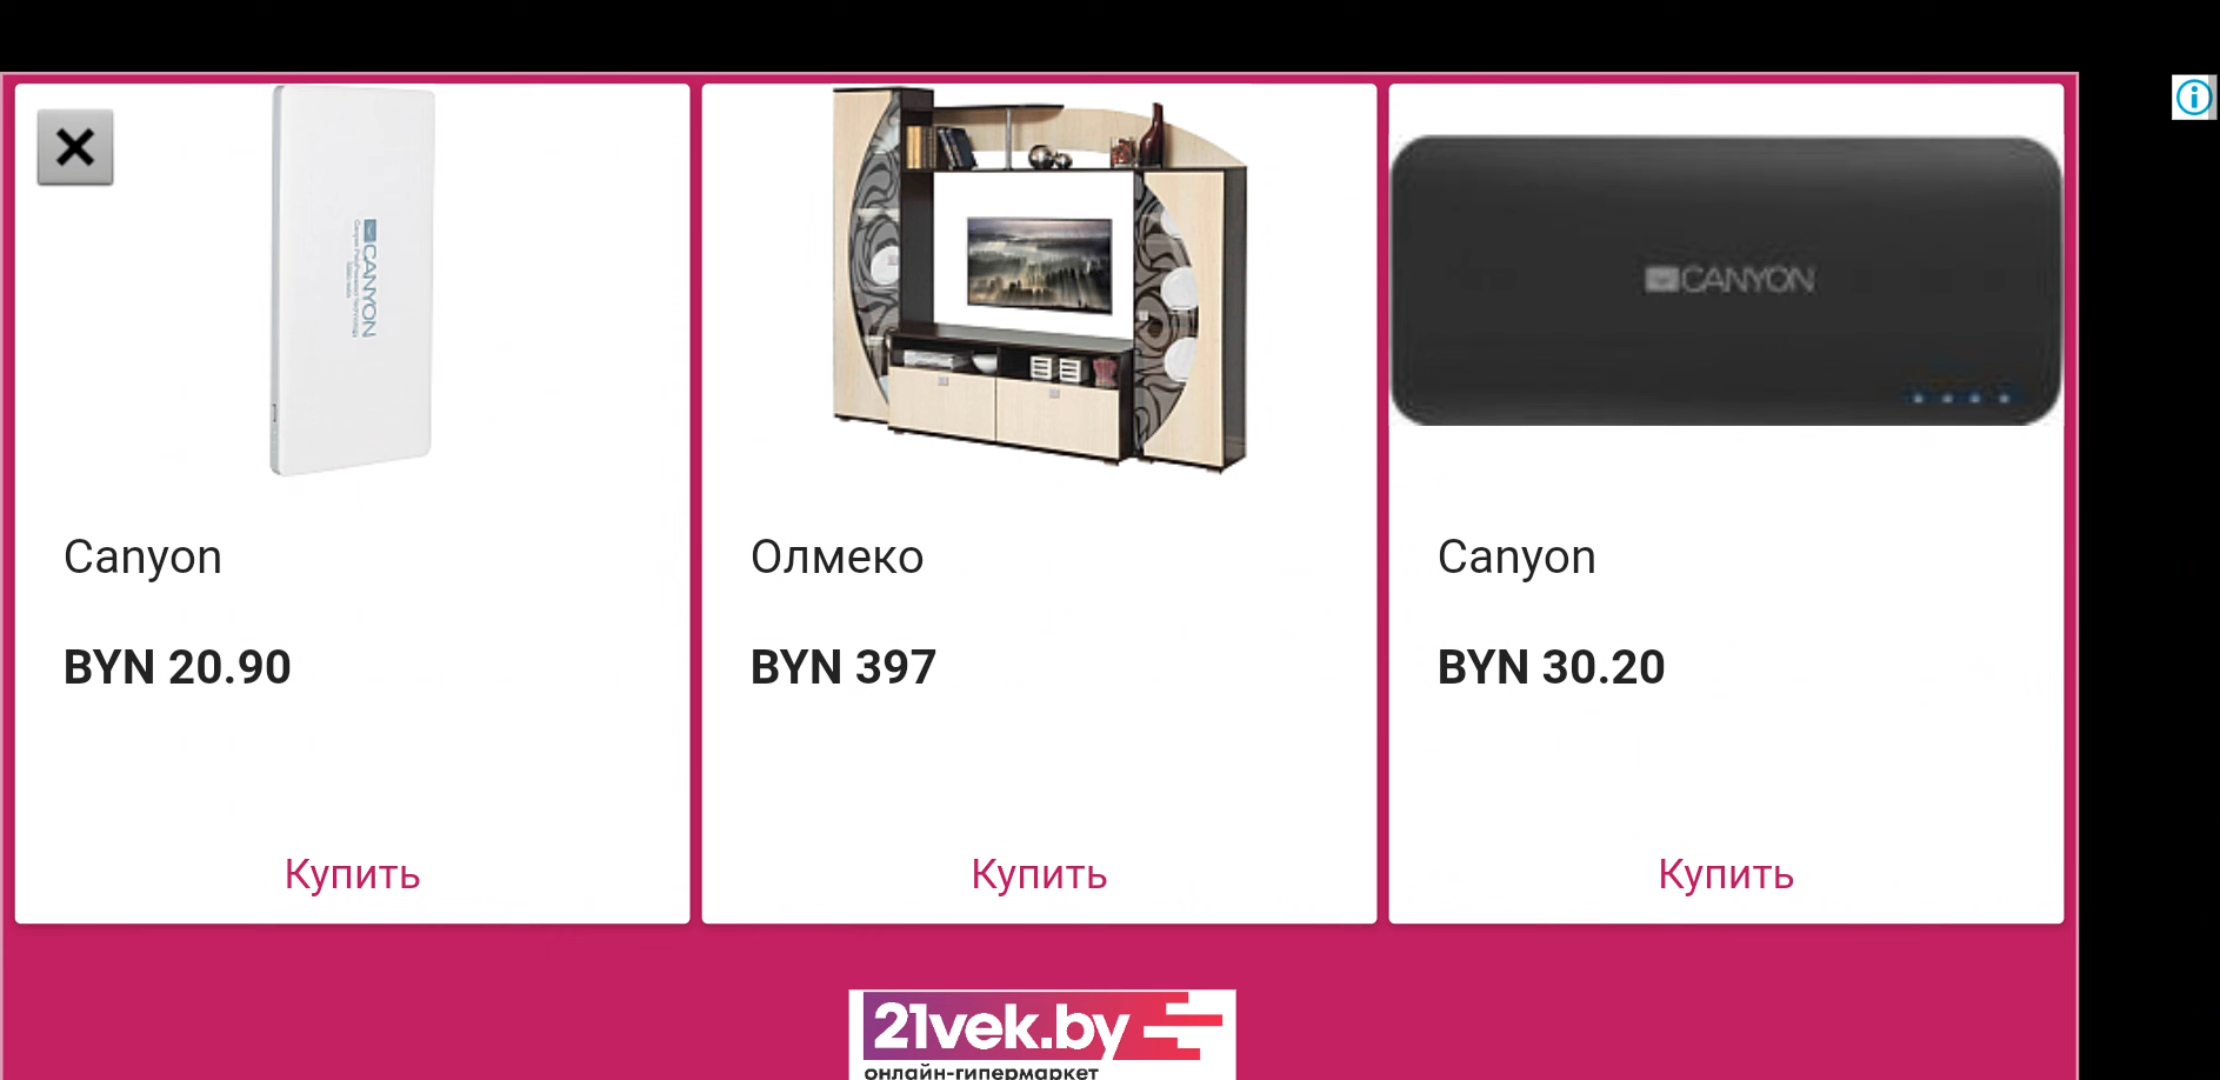 CANYON
CANYON
Canyon
BYN 20.90
Купить
Олмеко
BYN 397
Купить
Canyon
BYN 30.20
Купить
21vek.by
онлайн-гипермаркет